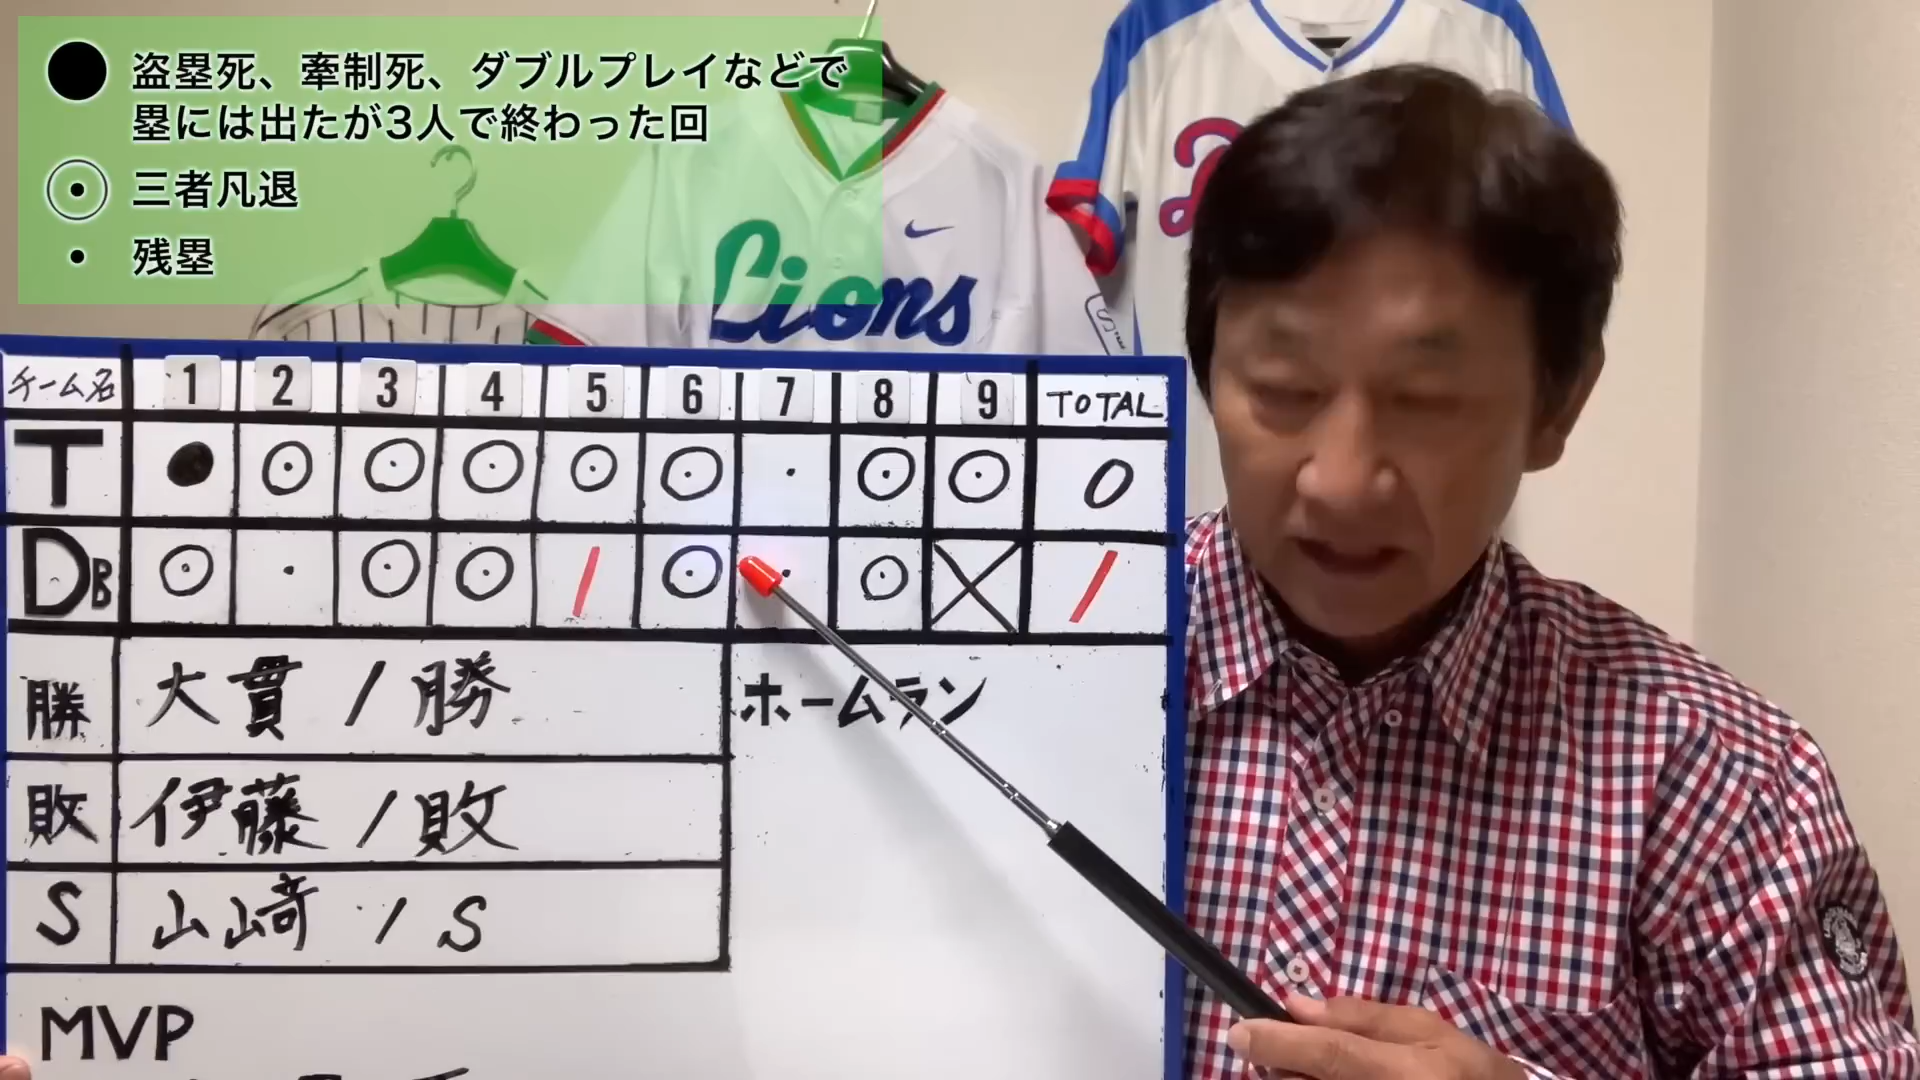 盗塁死、牽制死、ダブルプレイなどで
塁には出たが3人で終わった回
三者凡退
残塁
Lions
チーム名 1 2 3 4 5 6 7 8 9 TOTAL
T 0
DB 1 1
勝 大貫 / 勝
ホームラン
敗 伊藤 / 敗
S 山﨑 / S
MVP